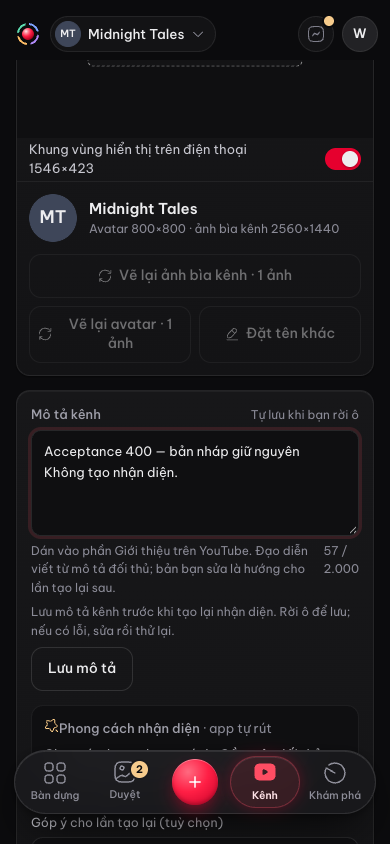 MT Midnight Tales
W
Khung vùng hiển thị trên điện thoại
1546×423
MT
Midnight Tales
Avatar 800×800 · ảnh bìa kênh 2560×1440
Vẽ lại ảnh bìa kênh · 1 ảnh
Vẽ lại avatar · 1
ảnh
Đặt tên khác
Mô tả kênh
Tự lưu khi bạn rời ô
Acceptance 400 — bản nháp giữ nguyên
Không tạo nhận diện.
Dán vào phần Giới thiệu trên YouTube. Đạo diễn
viết từ mô tả đối thủ; bản bạn sửa là hướng cho
lần tạo lại sau.
57 /
2.000
Lưu mô tả kênh trước khi tạo lại nhận diện. Rời ô để lưu;
nếu có lỗi, sửa rồi thử lại.
Lưu mô tả
Phong cách nhận diện · app tự rút
2
Bàn dựng
Duyệt
Kênh
Khám phá
Góp ý cho lần tạo lại (tuỳ chọn)